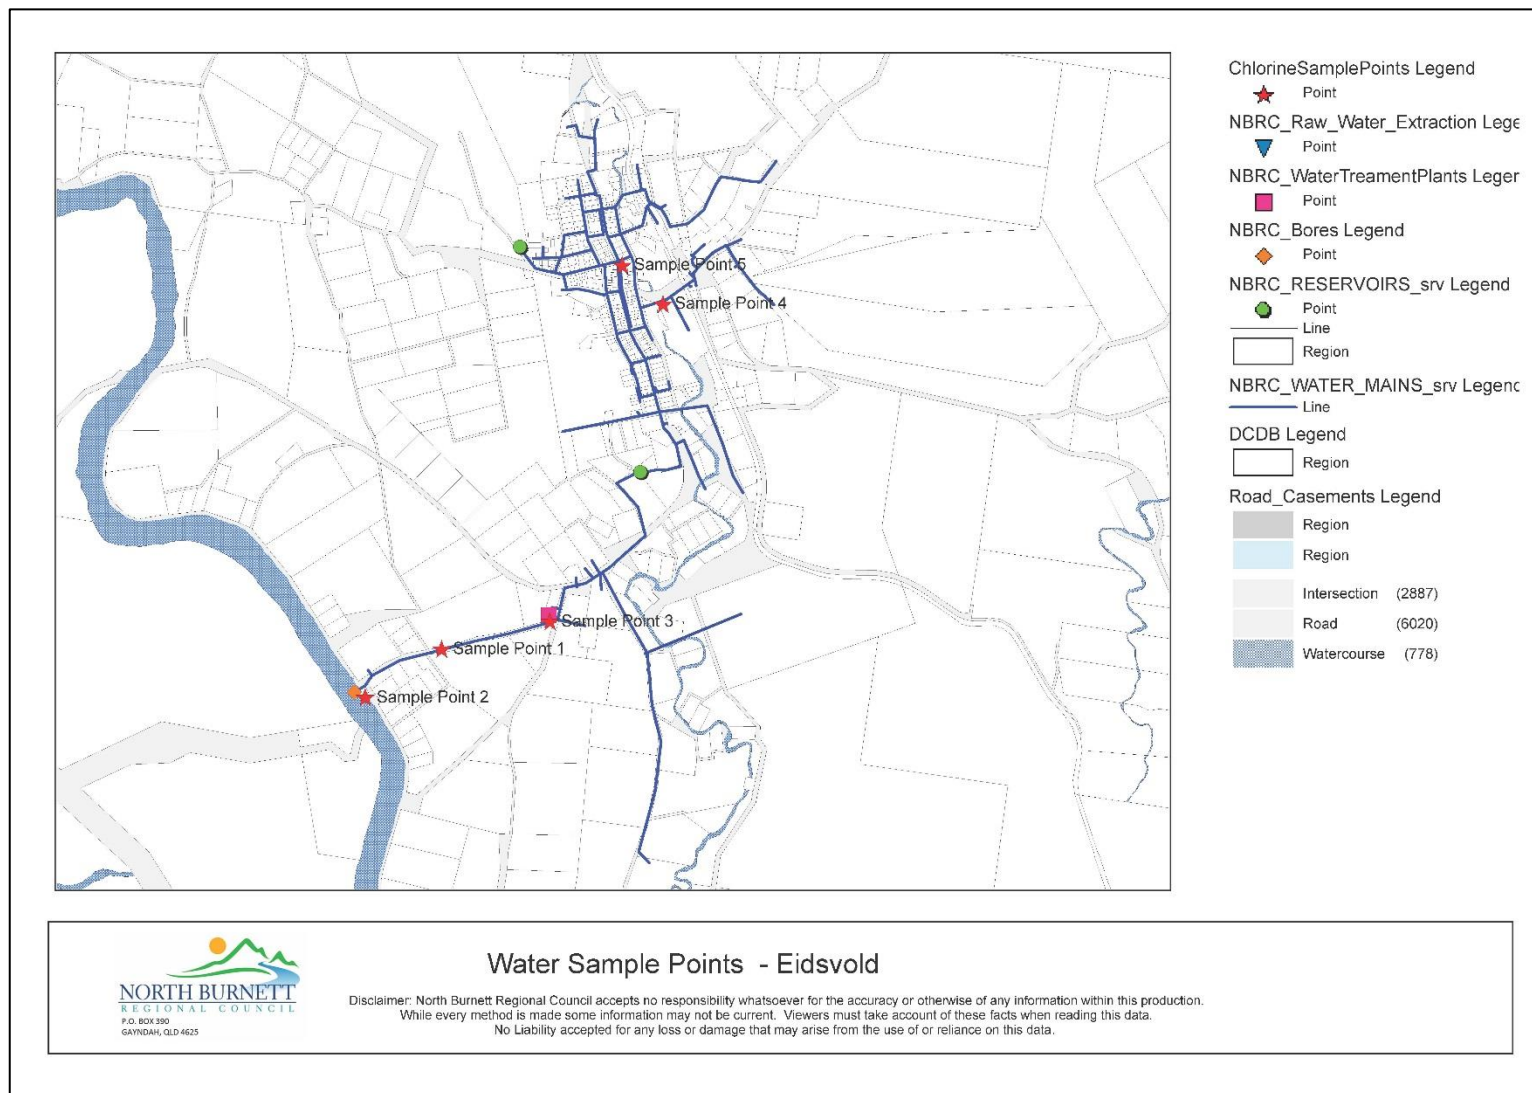 Sample Point 5
Sample Point 4
Sample Point 3
Sample Point 1
Sample Point 2
ChlorineSamplePoints Legend
Point
NBRC_Raw_Water_Extraction Lege
Point
NBRC_WaterTreamentPlants Leger
Point
NBRC_Bores Legend
Point
NBRC_RESERVOIRS_srv Legend
Point
Line
Region
NBRC_WATER_MAINS_srv Legend
Line
DCDB Legend
Region
Road_Casements Legend
Region
Region
Intersection (2887)
Road (6020)
Watercourse (778)
NORTH BURNETT
REGIONAL COUNCIL
P.O. BOX 390
GAYNDAH, QLD 4625
Water Sample Points - Eidsvold
Disclaimer: North Burnett Regional Council accepts no responsibility whatsoever for the accuracy or otherwise of any information within this production.
While every method is made some information may not be current. Viewers must take account of these facts when reading this data.
No Liability accepted for any loss or damage that may arise from the use of or reliance on this data.